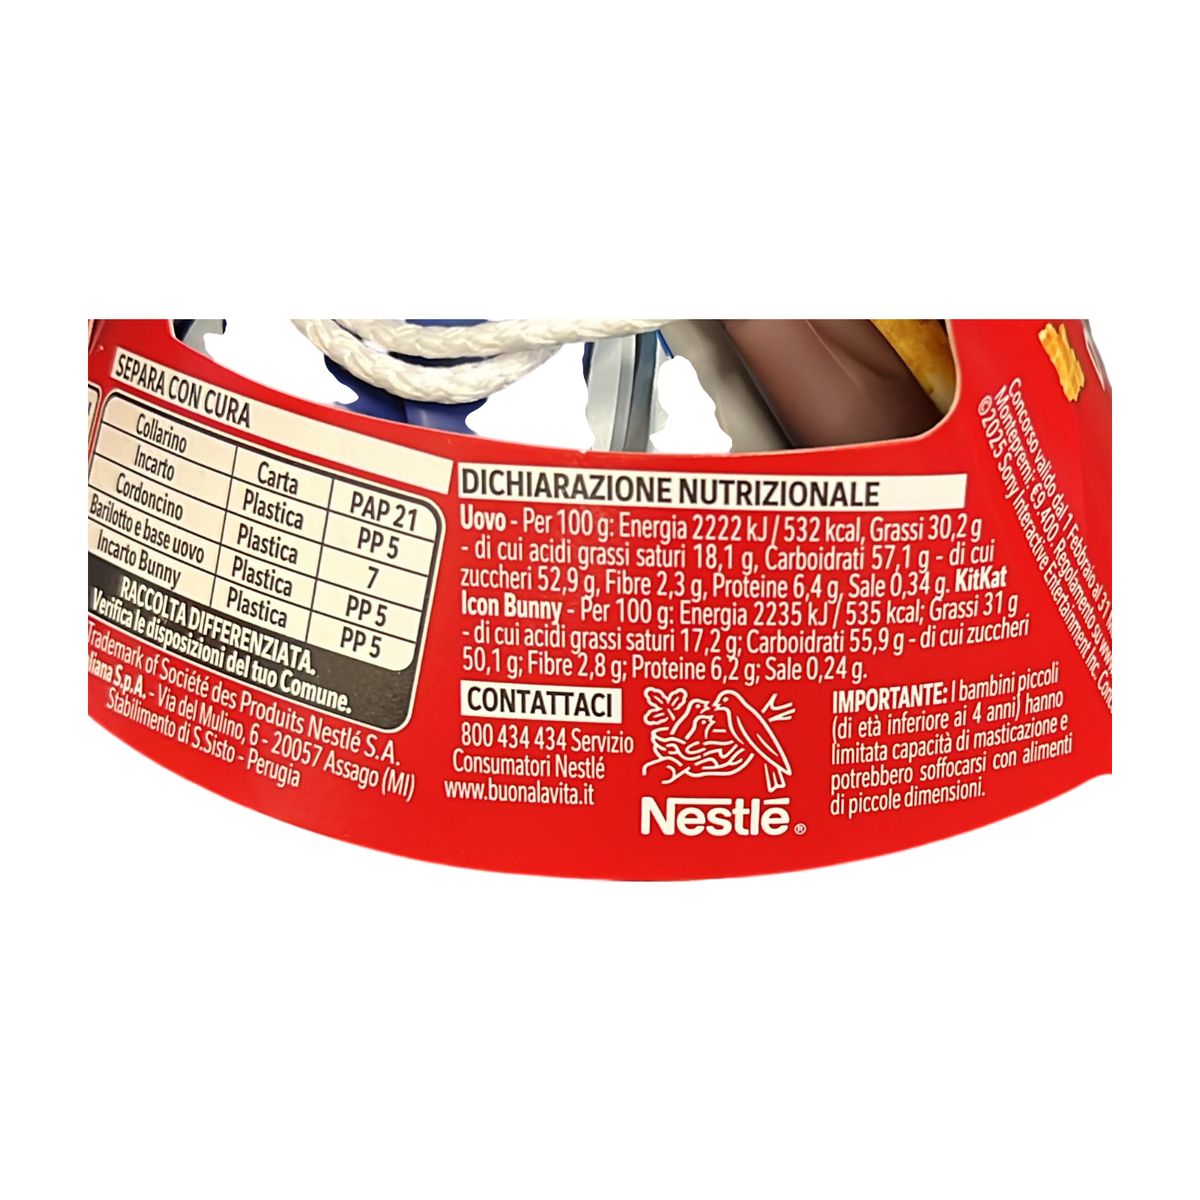 SEPARA CON CURA
Collarino Carta PAP 21
Incarto Plastica PP 5
Cordoncino Plastica 7
Barilotto e base uovo Plastica PP 5
Incarto Bunny Plastica PP 5
RACCOLTA DIFFERENZIATA.
Verifica le disposizioni del tuo Comune.
Trademark of Société des Produits Nestlé S.A.
S.p.A. - Via del Mulino, 6 - 20057 Assago (MI)
Stabilimento di S.Sisto - Perugia
DICHIARAZIONE NUTRIZIONALE
Uovo - Per 100 g: Energia 2222 kJ / 532 kcal, Grassi 30,2 g
- di cui acidi grassi saturi 18,1 g, Carboidrati 57,1 g - di cui
zuccheri 52,9 g, Fibre 2,3 g, Proteine 6,4 g, Sale 0,34 g. KitKat
Icon Bunny - Per 100 g: Energia 2235 kJ / 535 kcal; Grassi 31 g
- di cui acidi grassi saturi 17,2 g; Carboidrati 55,9 g - di cui zuccheri
50,1 g; Fibre 2,8 g; Proteine 6,2 g; Sale 0,24 g.
CONTATTACI
800 434 434 Servizio
Consumatori Nestlé
www.buonalavita.it
Nestlé®
IMPORTANTE: I bambini piccoli
(di età inferiore ai 4 anni) hanno
limitata capacità di masticazione e
potrebbero soffocarsi con alimenti
di piccole dimensioni.
Concorso valido dal 1 Febbraio al 31
Montepremi: €9.400. Regolamento su
©2025 Sony Interactive Entertainment Inc.